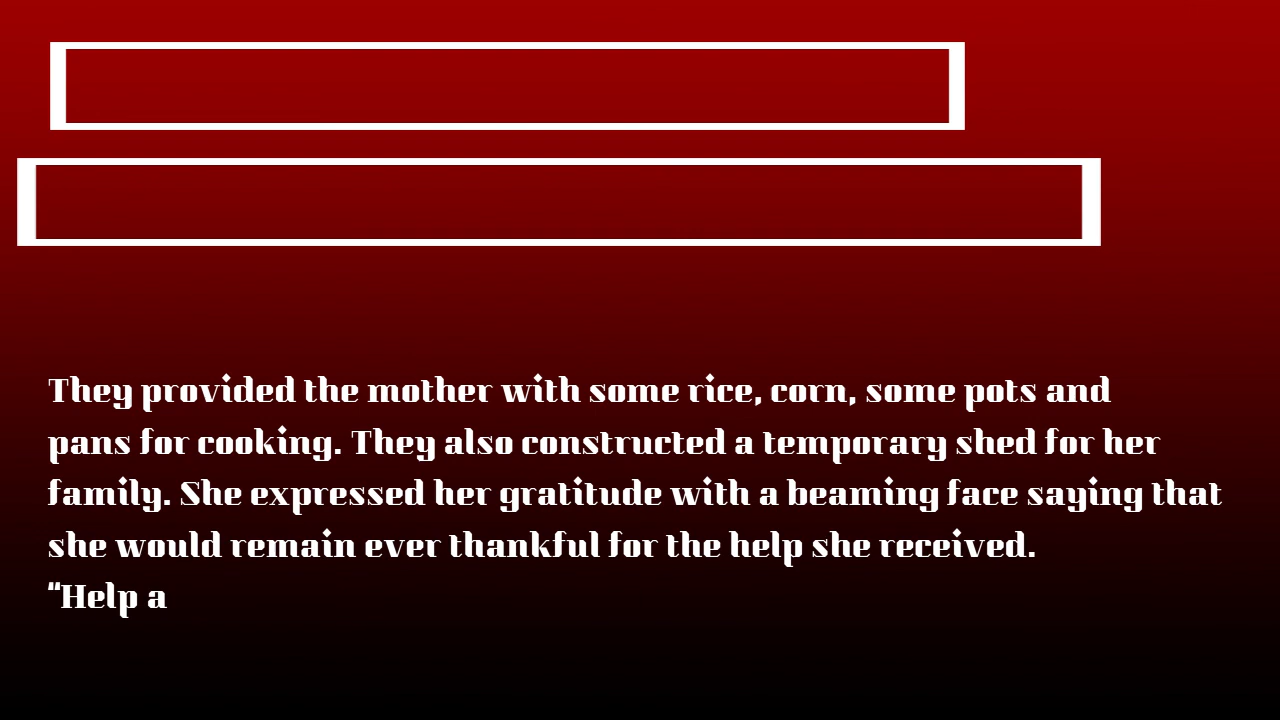 They provided the mother with some rice, corn, some pots and
pans for cooking. They also constructed a temporary shed for her
family. She expressed her gratitude with a beaming face saying that
she would remain ever thankful for the help she received.
“Help a